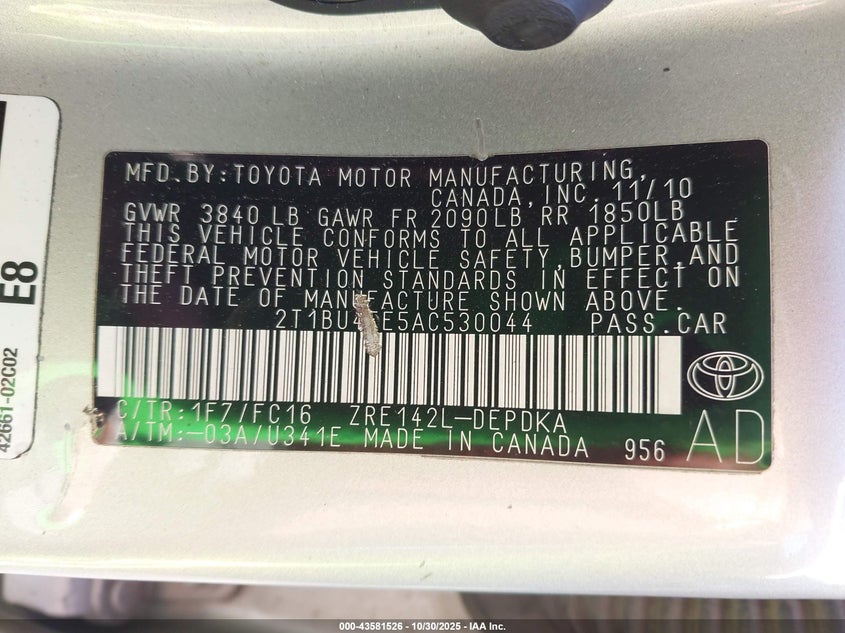 MFD.BY:TOYOTA MOTOR MANUFACTURING,
CANADA,INC. 11/10
GVWR 3840 LB GAWR FR 2090LB RR 1850LB
THIS VEHICLE CONFORMS TO ALL APPLICABLE
FEDERAL MOTOR VEHICLE SAFETY,BUMPER,AND
THEFT PREVENTION STANDARDS IN EFFECT ON
THE DATE OF MANUFACTURE SHOWN ABOVE.
PASS.CAR
C/TR:1F7/FC16 ZRE142L-DEPDKA
A/TM:-03A/U341E MADE IN CANADA 956
AD
E8
42661-02C02
000-43581526 - 10/30/2025 - IAA Inc.